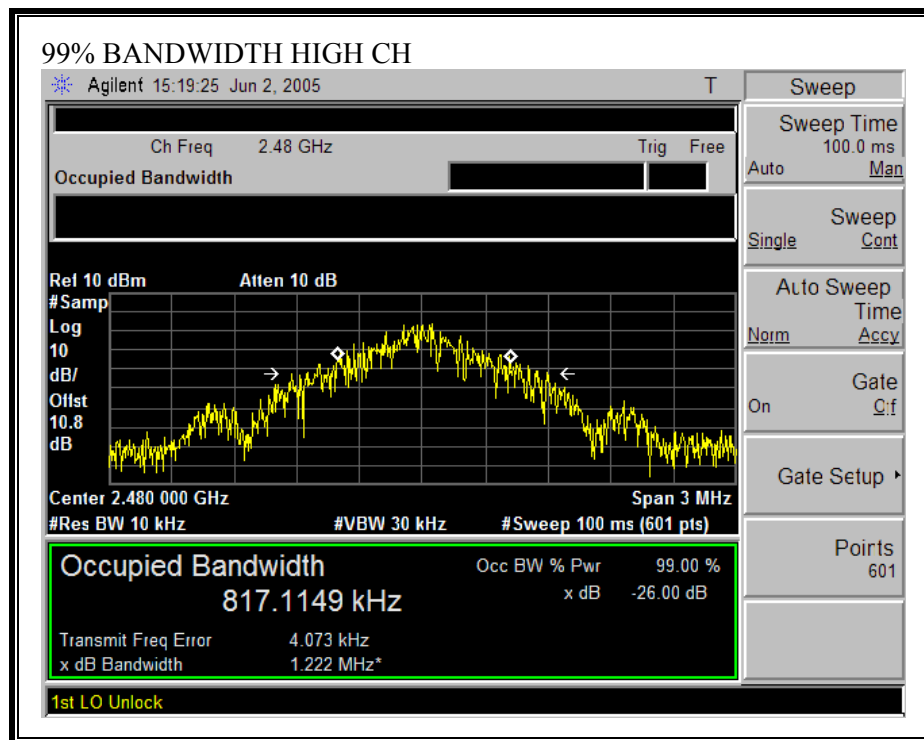 99% BANDWIDTH HIGH CH
Agilent 15:19:25 Jun 2, 2005 T
Ch Freq 2.48 GHz Trig Free
Occupied Bandwidth
Ref 10 dBm Atten 10 dB
#Samp
Log
10
dB/
Offst
10.8
dB
Center 2.480 000 GHz Span 3 MHz
#Res BW 10 kHz #VBW 30 kHz #Sweep 100 ms (601 pts)
Occupied Bandwidth Occ BW % Pwr 99.00 %
817.1149 kHz x dB -26.00 dB
Transmit Freq Error 4.073 kHz
x dB Bandwidth 1.222 MHz*
1st LO Unlock
Sweep
Sweep Time
100.0 ms
Auto Man
Sweep
Single Cont
Auto Sweep
Time
Norm Accy
Gate
On Off
Gate Setup
Points
601